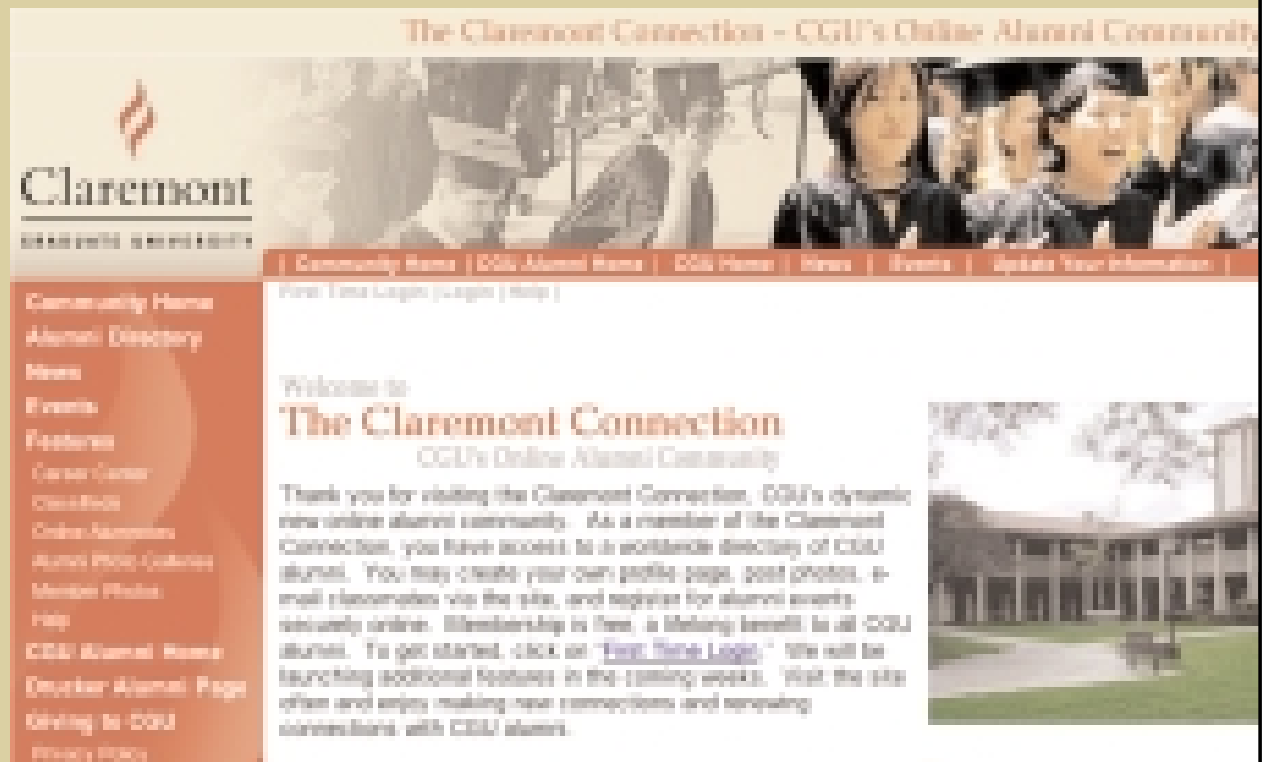 The Claremont Connection - CGU's Online Alumni Community
Claremont
GRADUATE UNIVERSITY
| Community Home | CGU Alumni Home | CGU Home | News | Events | Update Your Information |
First Time Login | Login | Help |
Community Home
Alumni Directory
News
Events
Features
Career Center
Classifieds
Online
Alumni Photo Galleries
Member Photos
Help
CGU Alumni Home
Drucker Alumni Page
Giving to CGU
Privacy Policy
Welcome to
The Claremont Connection
CGU's Online Alumni Community
Thank you for visiting the Claremont Connection, CGU's dynamic
new online alumni community. As a member of the Claremont
Connection, you have access to a worldwide directory of CGU
alumni. You may create your own profile page, post photos, e-
mail classmates via the site, and register for alumni events
securely online. Membership is free, a lifelong benefit to all CGU
alumni. To get started, click on "First Time Login." We will be
launching additional features in the coming weeks. Visit the site
often and enjoy making new connections and renewing
connections with CGU alumni.